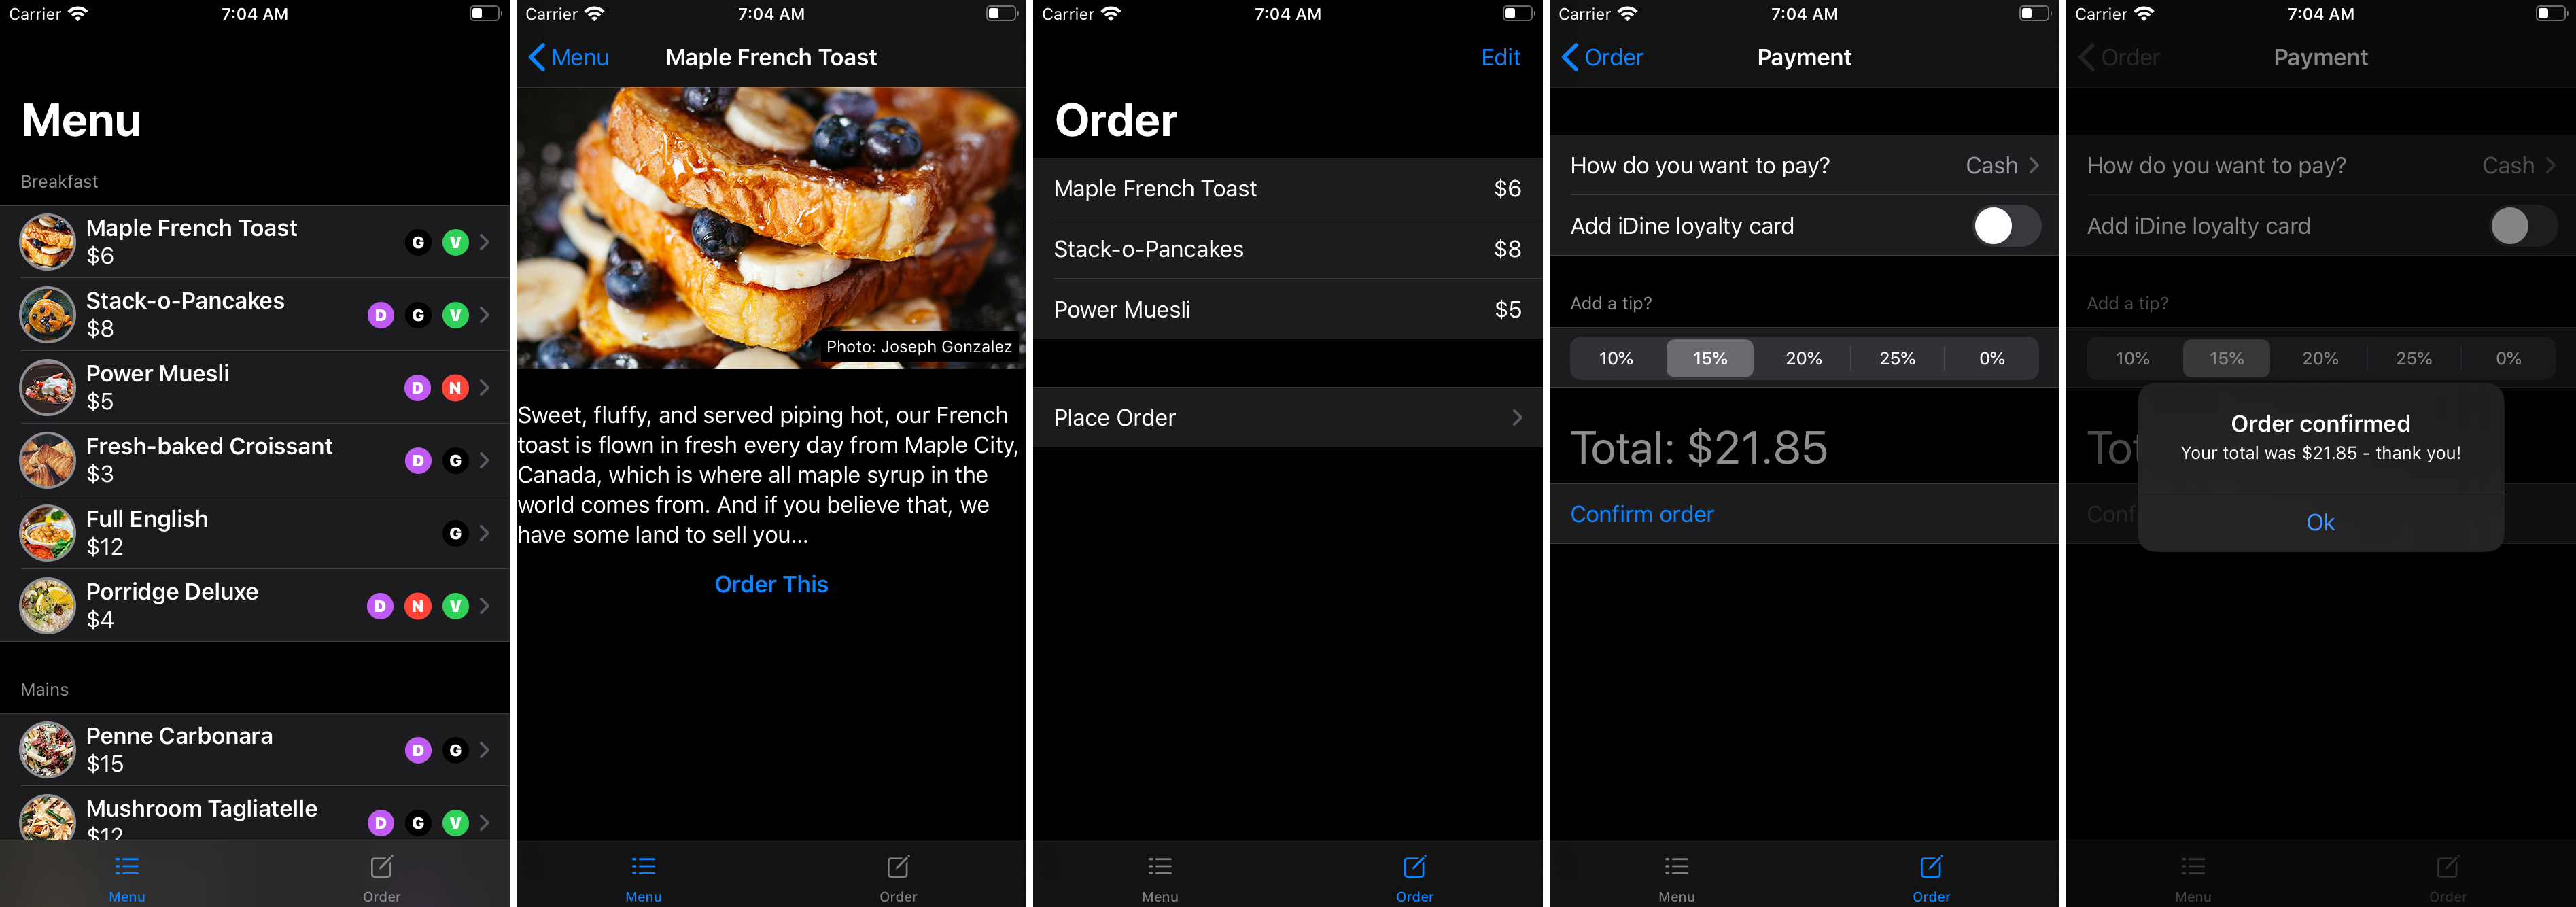 Carrier 7:04 AM
Menu
Breakfast
Maple French Toast
$6
G V
Stack-o-Pancakes
$8
D G V
Power Muesli
$5
D N
Fresh-baked Croissant
$3
D G
Full English
$12
G
Porridge Deluxe
$4
D N V
Mains
Penne Carbonara
$15
D G
Mushroom Tagliatelle
$12
D G V
Menu Order
Carrier 7:04 AM
Menu Maple French Toast
Photo: Joseph Gonzalez
Sweet, fluffy, and served piping hot, our French
toast is flown in fresh every day from Maple City,
Canada, which is where all maple syrup in the
world comes from. And if you believe that, we
have some land to sell you...
Order This
Menu Order
Carrier 7:04 AM
Edit
Order
Maple French Toast $6
Stack-o-Pancakes $8
Power Muesli $5
Place Order
Menu Order
Carrier 7:04 AM
Order Payment
How do you want to pay? Cash
Add iDine loyalty card
Add a tip?
10% 15% 20% 25% 0%
Total: $21.85
Confirm order
Menu Order
Carrier 7:04 AM
Order Payment
How do you want to pay? Cash
Add iDine loyalty card
Add a tip?
10% 15% 20% 25% 0%
Tot
Order confirmed
Your total was $21.85 - thank you!
Conf
Ok
Menu Order